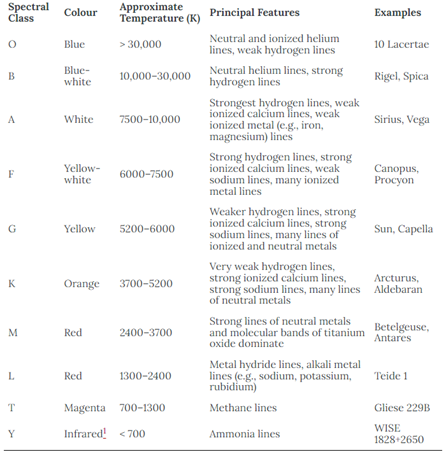 Spectral Class Colour Approximate Temperature (K) Principal Features Examples
O Blue > 30,000 Neutral and ionized helium lines, weak hydrogen lines 10 Lacertae
B Blue-white 10,000–30,000 Neutral helium lines, strong hydrogen lines Rigel, Spica
A White 7500–10,000 Strongest hydrogen lines, weak ionized calcium lines, weak ionized metal (e.g., iron, magnesium) lines Sirius, Vega
F Yellow-white 6000–7500 Strong hydrogen lines, strong ionized calcium lines, weak sodium lines, many ionized metal lines Canopus, Procyon
G Yellow 5200–6000 Weaker hydrogen lines, strong ionized calcium lines, strong sodium lines, many lines of ionized and neutral metals Sun, Capella
K Orange 3700–5200 Very weak hydrogen lines, strong ionized calcium lines, strong sodium lines, many lines of neutral metals Arcturus, Aldebaran
M Red 2400–3700 Strong lines of neutral metals and molecular bands of titanium oxide dominate Betelgeuse, Antares
L Red 1300–2400 Metal hydride lines, alkali metal lines (e.g., sodium, potassium, rubidium) Teide 1
T Magenta 700–1300 Methane lines Gliese 229B
Y Infrared1 < 700 Ammonia lines WISE 1828+2650